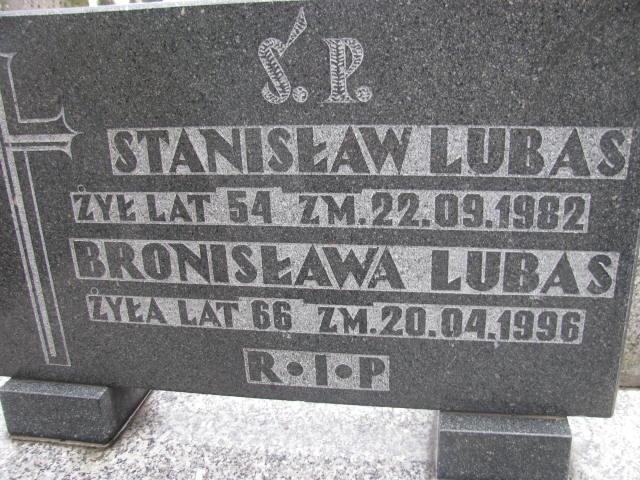 Ś.P.
STANISŁAW LUBAS
ŻYŁ LAT 54 ZM.22.09.1982
BRONISŁAWA LUBAS
ŻYŁA LAT 66 ZM.20.04.1996
R•I•P